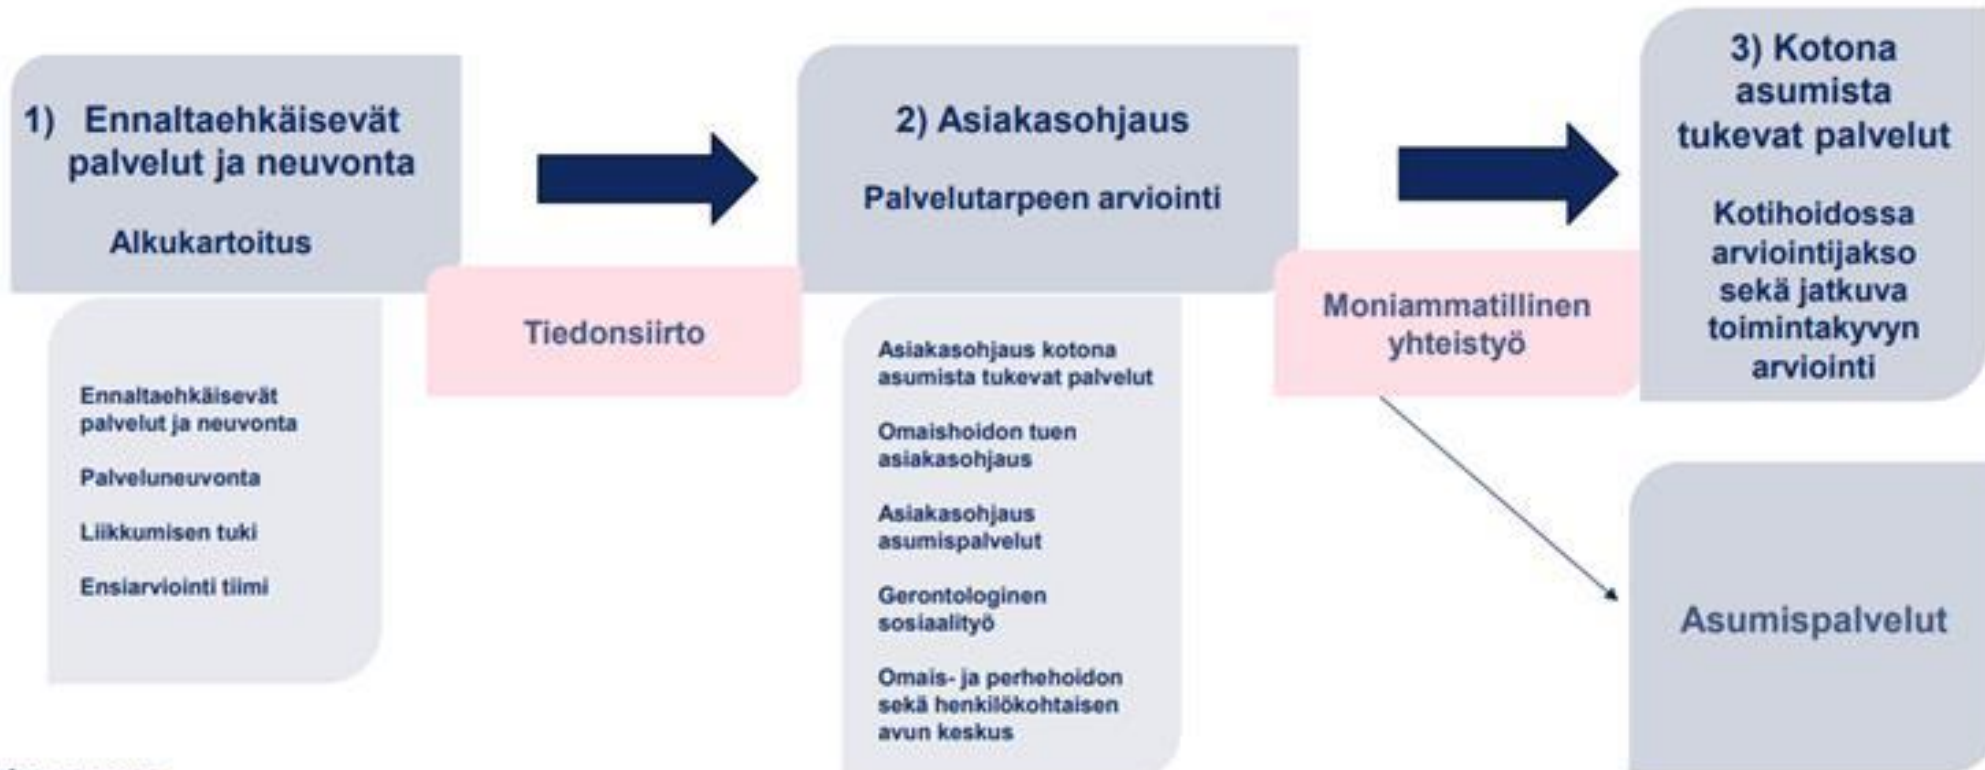 1) Ennaltaehkäisevät
palvelut ja neuvonta
Alkukartoitus
Ennaltaehkäisevät
palvelut ja neuvonta
Palveluneuvonta
Liikkumisen tuki
Ensiarviointi tiimi
Tiedonsiirto
2) Asiakasohjaus
Palvelutarpeen arviointi
Asiakasohjaus kotona
asumista tukevat palvelut
Omaishoidon tuen
asiakasohjaus
Asiakasohjaus
asumispalvelut
Gerontologinen
sosiaalityö
Omais- ja perhehoidon
sekä henkilökohtaisen
avun keskus
Moniammatillinen
yhteistyö
3) Kotona
asumista
tukevat palvelut
Kotihoidossa
arviointijakso
sekä jatkuva
toimintakyvyn
arviointi
Asumispalvelut